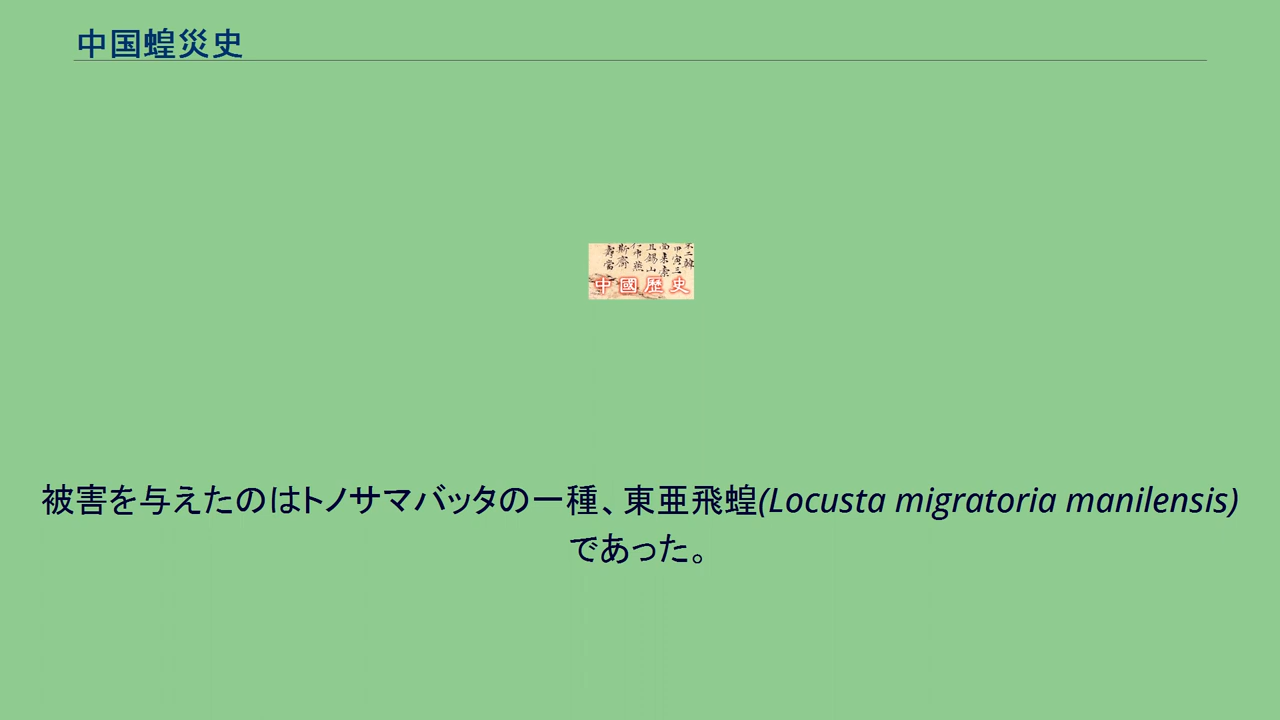 中国蝗災史
中國歷史
被害を与えたのはトノサマバッタの一種、東亜飛蝗(Locusta migratoria manilensis)
であった。